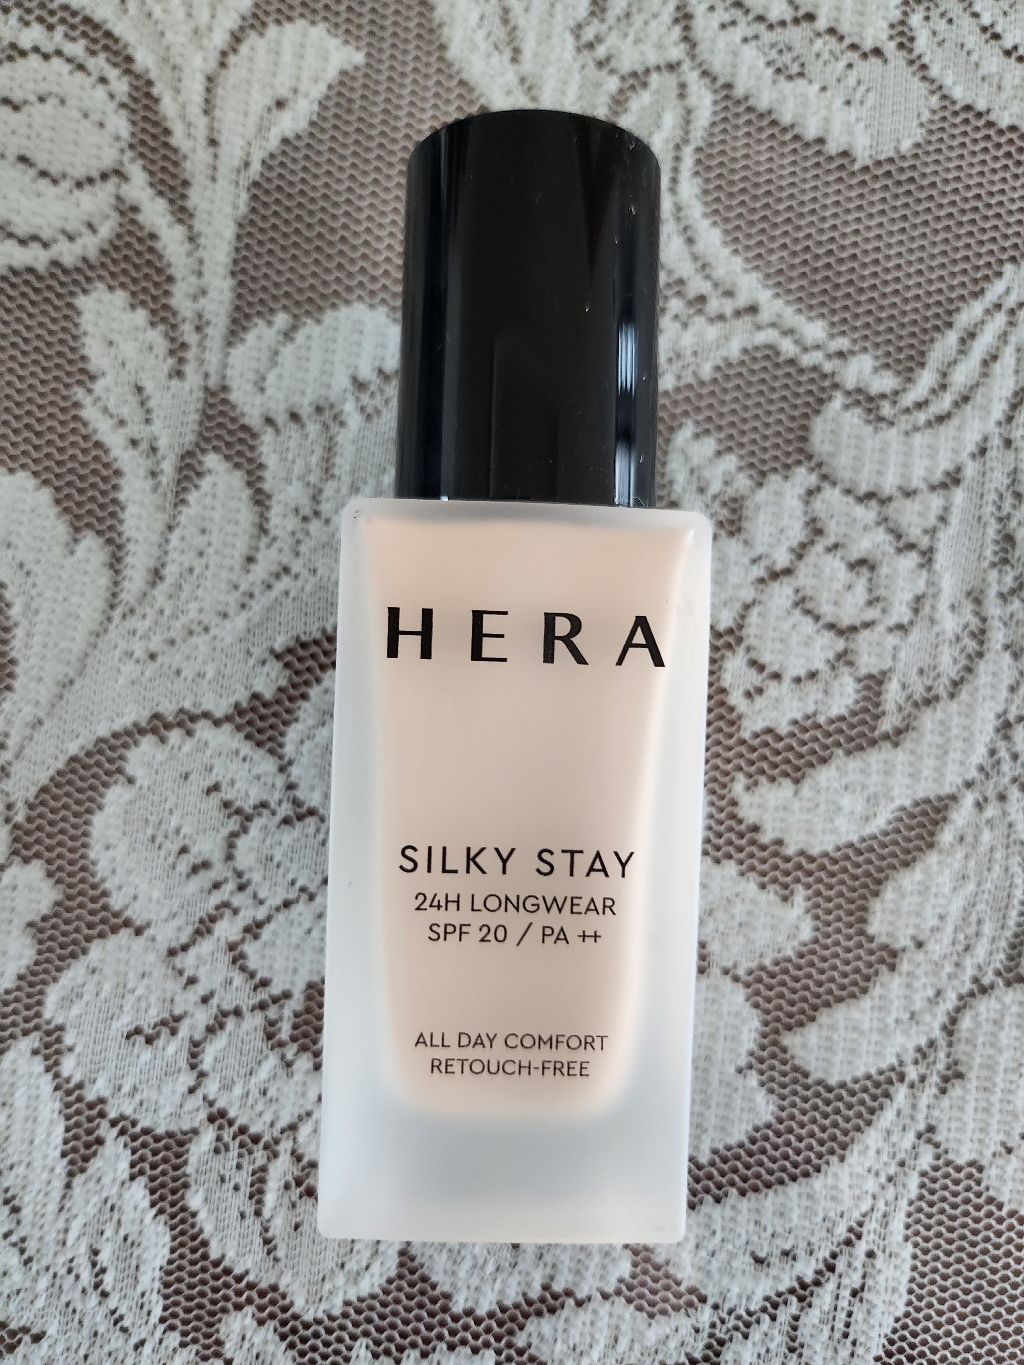 HERA
SILKY STAY
24H LONGWEAR
SPF 20 / PA ++
ALL DAY COMFORT
RETOUCH-FREE